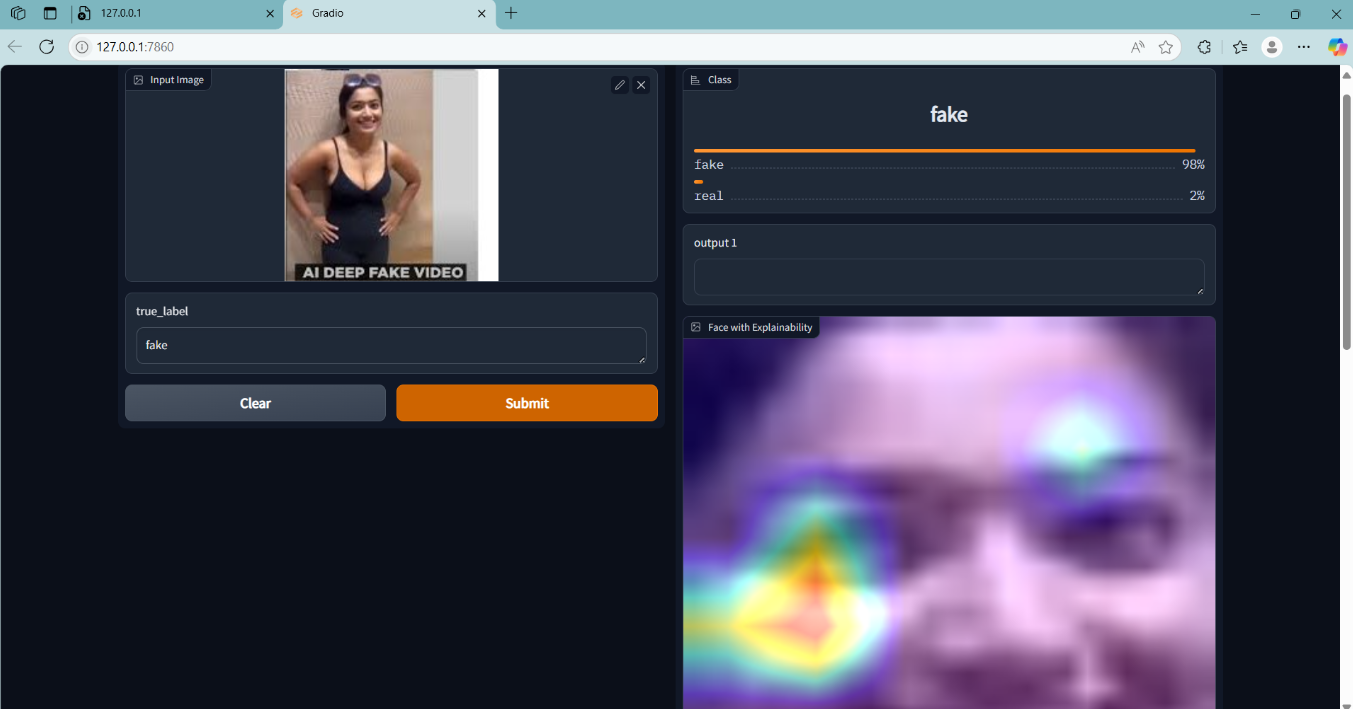 127.0.0.1
Gradio
127.0.0.1:7860
Input Image
AI DEEP FAKE VIDEO
true_label
fake
Clear
Submit
Class
fake
fake 98%
real 2%
output 1
Face with Explainability